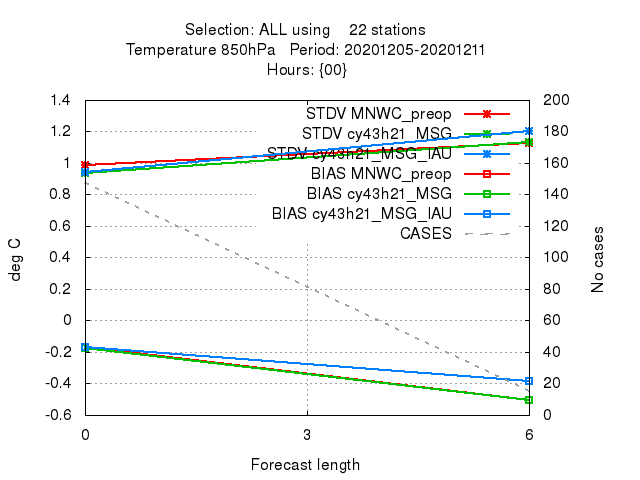 Selection: ALL using 22 stations
Temperature 850hPa Period: 20201205-20201211
Hours: {00}
1.4
1.2
1
0.8
0.6
0.4
0.2
0
-0.2
-0.4
-0.6
deg C
STDV MNWC_preop
STDV cy43h21_MSG
STDV cy43h21_MSG_IAU
BIAS MNWC_preop
BIAS cy43h21_MSG
BIAS cy43h21_MSG_IAU
CASES
200
180
160
140
120
100
80
60
40
20
0
No cases
0 3 6
Forecast length